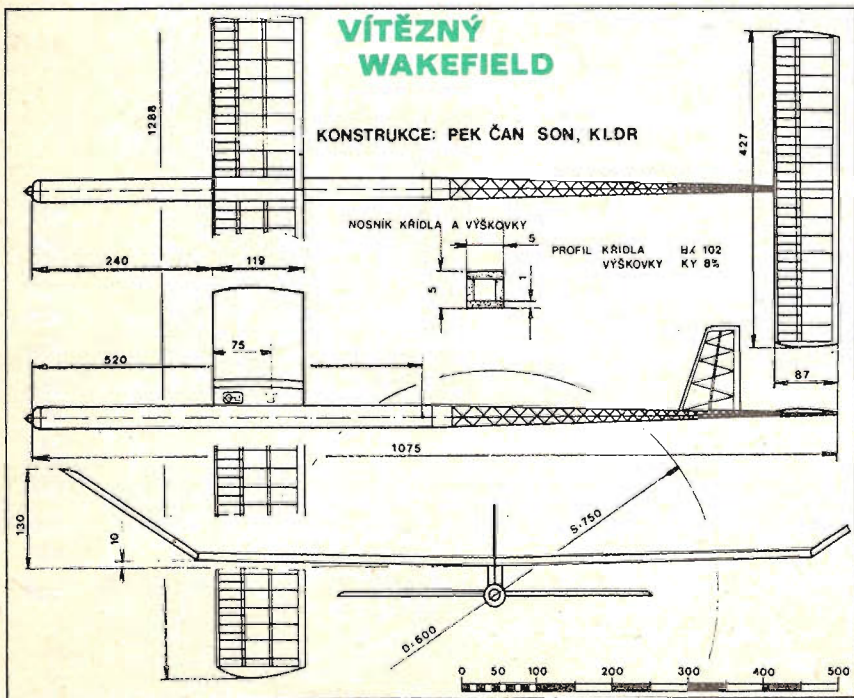 VÍTĚZNÝ
WAKEFIELD
KONSTRUKCE: PEK ČAN SON, KLDR
1288
427
NOSNÍK KŘÍDLA A VÝŠKOVKY
5
PROFIL KŘÍDLA 102
VÝŠKOVKY KY 8%
240
119
5
1
75
520
87
1075
130
10
S=750
D=600
0 50 100 200 300 400 500